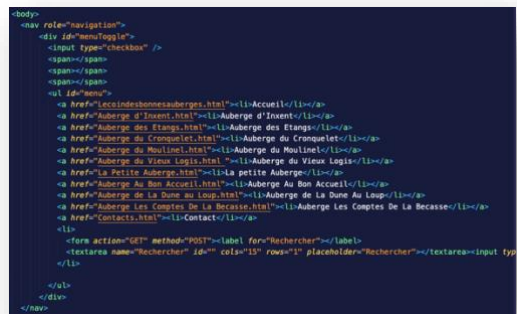 <body>
<nav role="navigation">
<div id="menuToggle">
<input type="checkbox" />
<span></span>
<span></span>
<span></span>
<ul id="menu">
<a href="Lecoindesbonnesauberges.html"><li>Accueil</li></a>
<a href="Auberge d'Inxent.html"><li>Auberge d'Inxent</li></a>
<a href="Auberge des Etangs.html"><li>Auberge des Etangs</li></a>
<a href="Auberge du Cronquelet.html"><li>Auberge du Cronquelet</li></a>
<a href="Auberge du Moulinel.html"><li>Auberge du Moulinel</li></a>
<a href="Auberge du Vieux Logis.html "><li>Auberge du Vieux Logis</li></a>
<a href="La Petite Auberge.html"><li>La petite Auberge</li></a>
<a href="Auberge Au Bon Accueil.html"><li>Auberge Au Bon Accueil</li></a>
<a href="Auberge de La Dune au Loup.html"><li>Auberge de La Dune Au Loup</li></a>
<a href="Auberge Les Comptes De La Becasse.html"><li>Auberge Les Comptes De La Becasse</li></a>
<a href="Contacts.html"><li>Contact</li></a>
<li>
<form action="GET" method="POST"><label for="Rechercher"></label>
<textarea name="Rechercher" id="" cols="15" rows="1" placeholder="Rechercher"></textarea><input typ
</li>
</ul>
</div>
</nav>